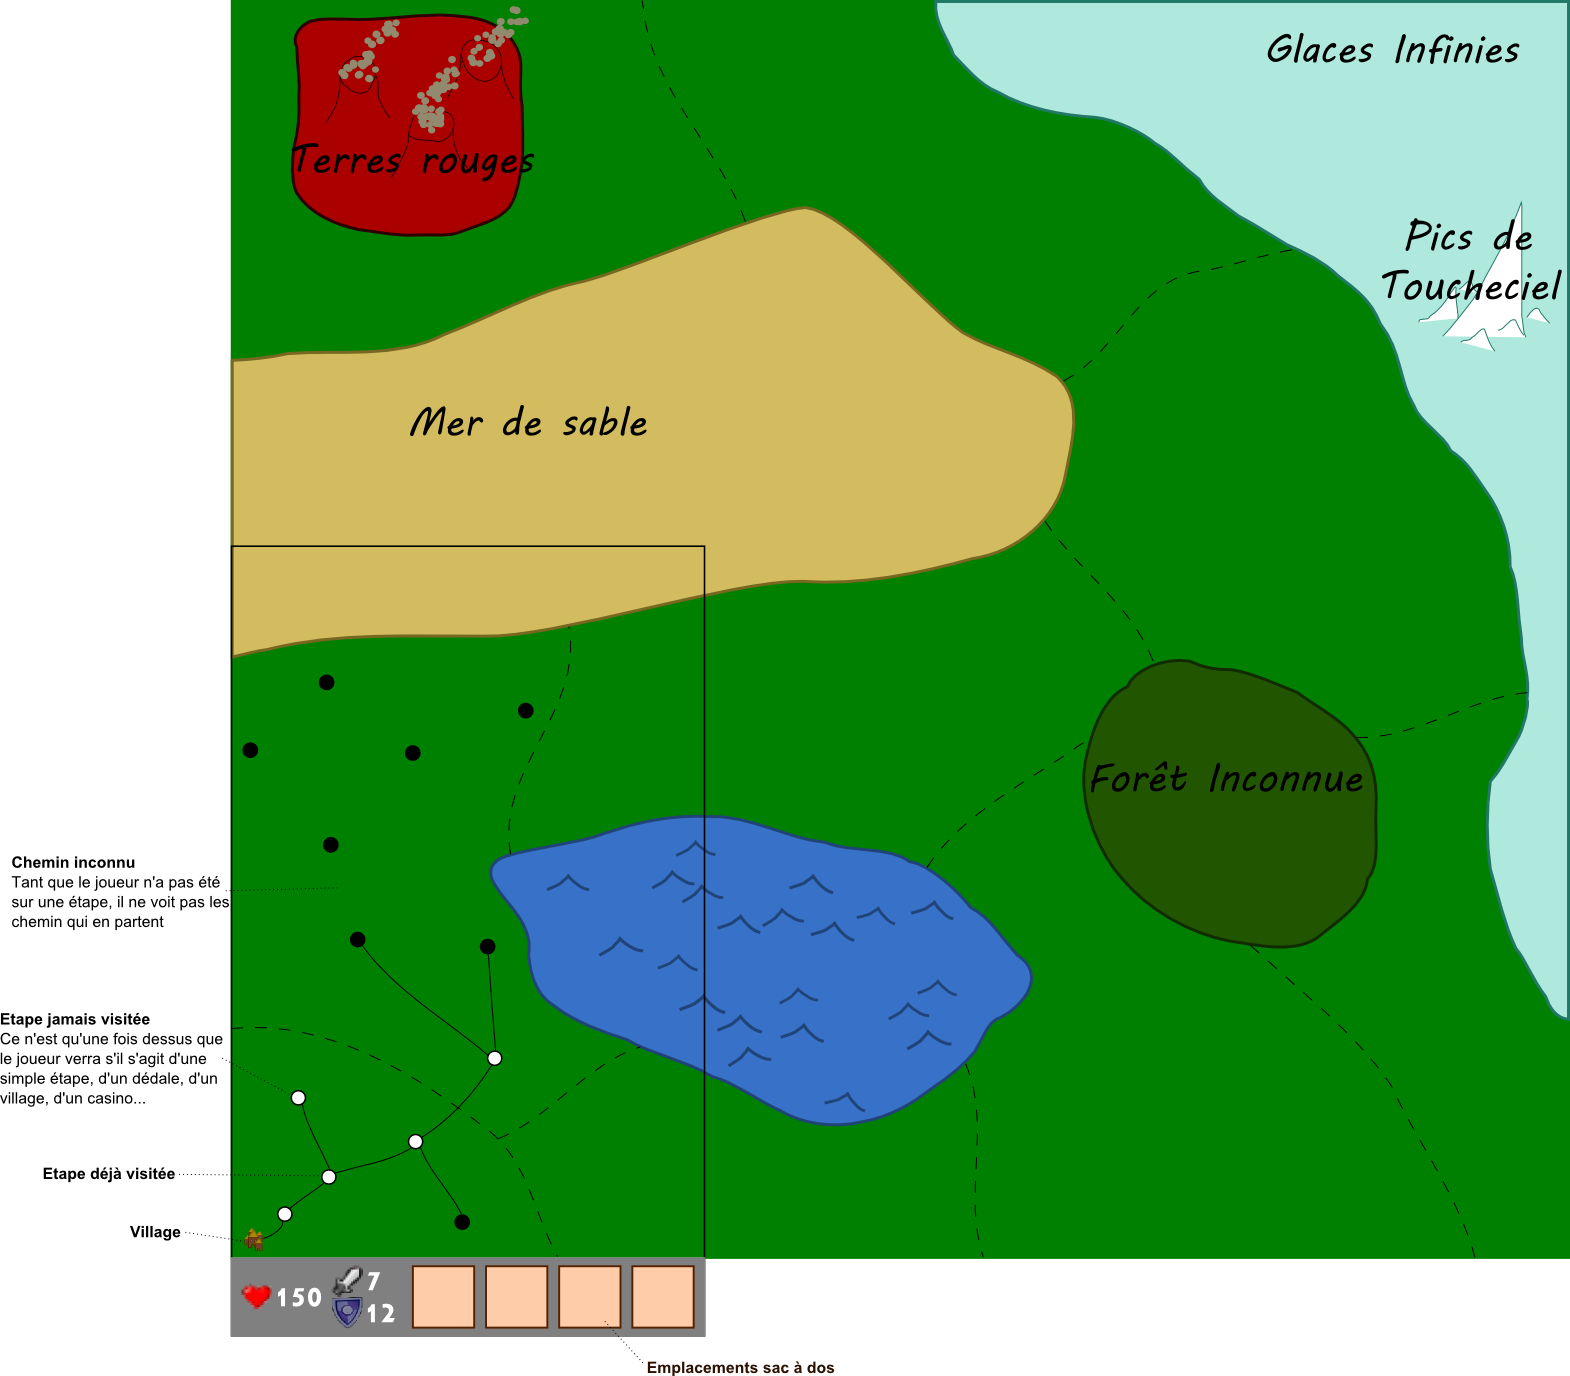 Glaces Infinies
Terres rouges
Pics de
Toucheciel
Mer de sable
Forêt Inconnue
Chemin inconnu
Tant que le joueur n'a pas été
sur une étape, il ne voit pas les
chemin qui en partent
Etape jamais visitée
Ce n'est qu'une fois dessus que
le joueur verra s'il s'agit d'une
simple étape, d'un dédale, d'un
village, d'un casino...
Etape déjà visitée
Village
150
7
12
Emplacements sac à dos